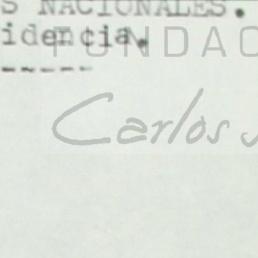 S NACIONALES.
idencia.
FUNDAC
Carlos